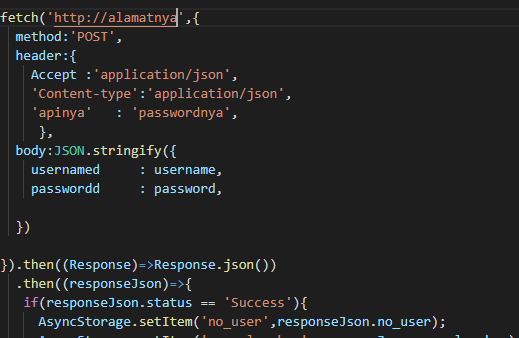 fetch('http://alamatnya',{
method:'POST',
header:{
Accept :'application/json',
'Content-type':'application/json',
'apinya' : 'passwordnya',
},
body:JSON.stringify({
usernamed : username,
passwordd : password,
})
}).then((Response)=>Response.json())
.then((responseJson)=>{
if(responseJson.status == 'Success'){
AsyncStorage.setItem('no_user',responseJson.no_user);